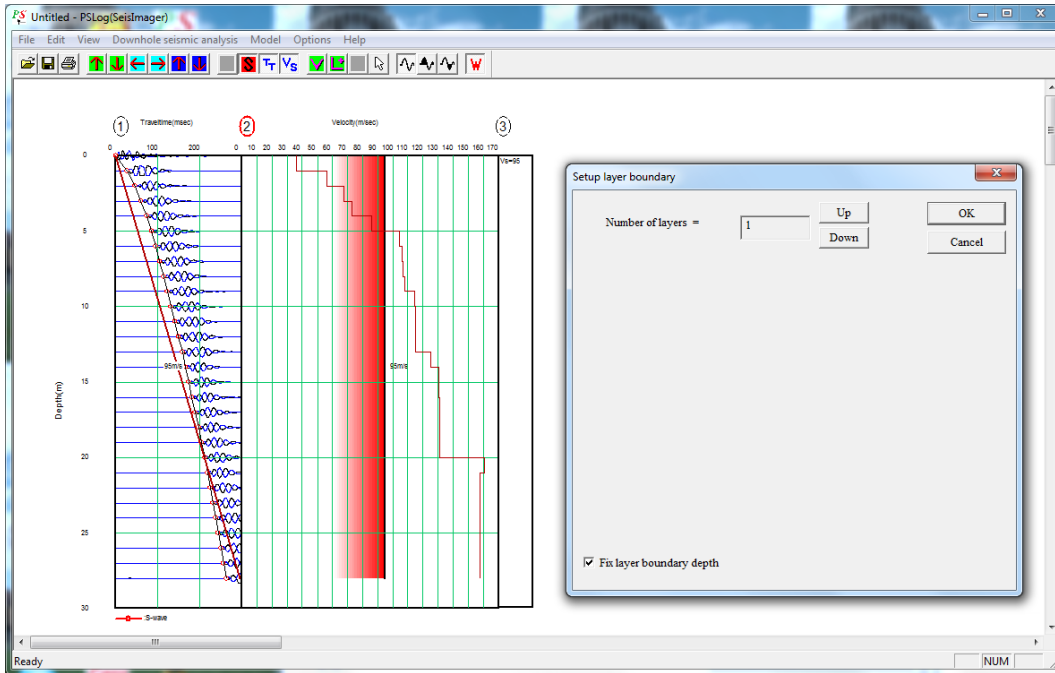 Untitled - PSLog(SeisImager)
File Edit View Downhole seismic analysis Model Options Help
S TT VS W
1 Traveltime(msec) 2 Velocity(m/sec) 3
0 100 200 0 10 20 30 40 50 60 70 80 90 100 110 120 130 140 150 160 170
0
Vs=95
5
10
95m/s 95m/s
15
Depth(m)
20
25
30
S-wave
Setup layer boundary
Number of layers = 1 Up OK
Down Cancel
Fix layer boundary depth
Ready NUM